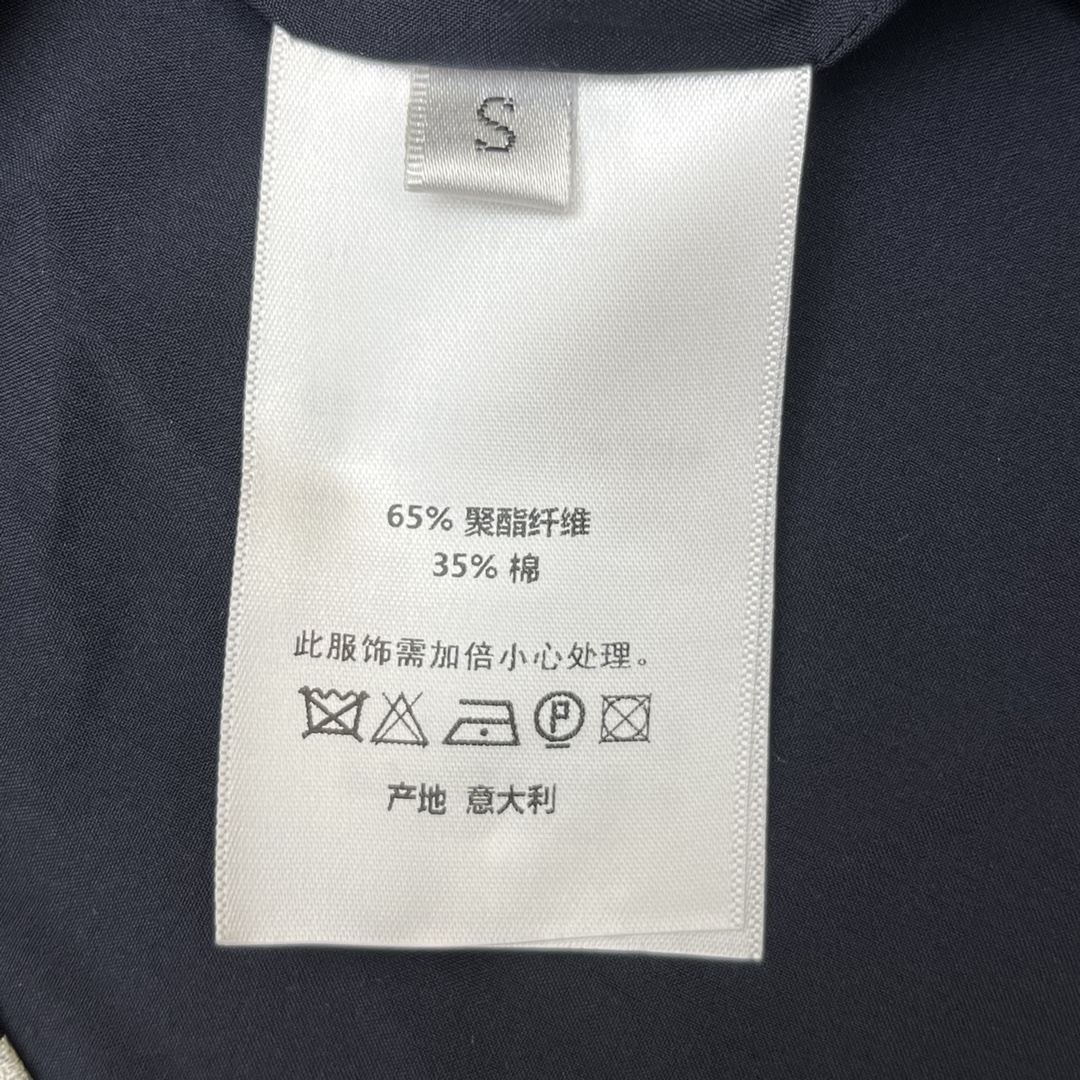 S
65% 聚酯纤维
35% 棉
此服饰需加倍小心处理。
P
产地 意大利